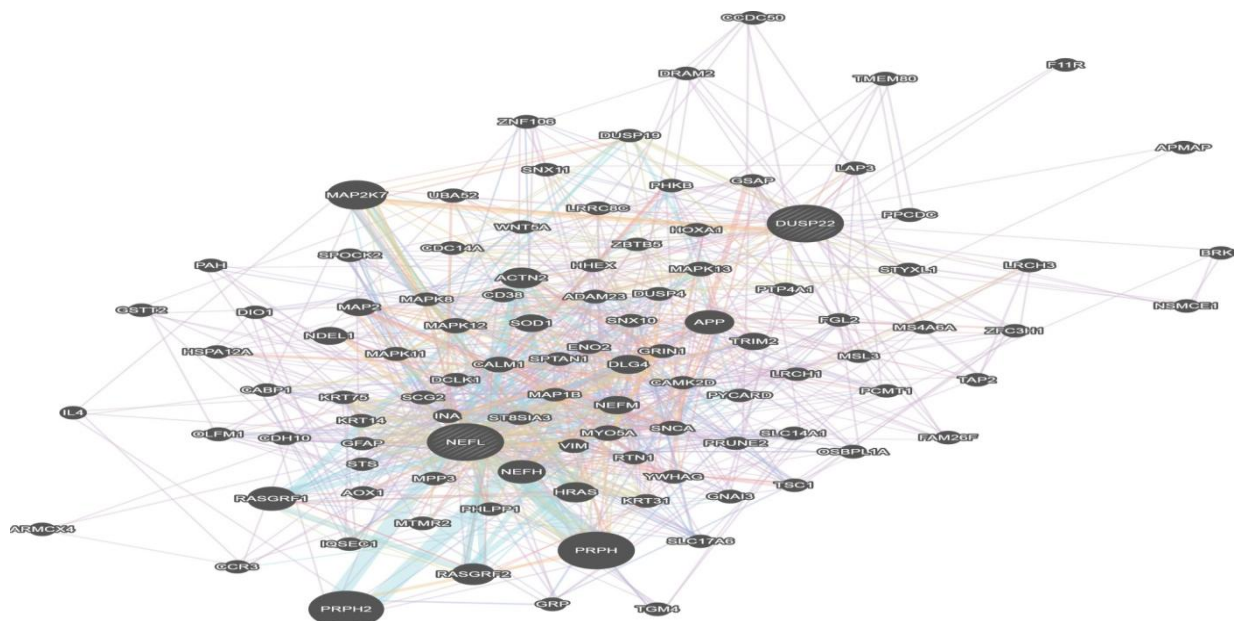 CCDC50
F11R
DRAM2
TMEM80
ZNF106
DUSP19
APMAP
SNX11
LAP3
MAP2K7
UBA52
PHKB
GSAP
LRRC8C
PPCDC
DUSP22
WNT5A
HOXA1
CDC14A
ZBTB5
BRK
SPOCK2
PAH
HHEX
MAPK13
STYXL1
LRCH3
ACTN2
GSTT2
DIO1
MAP2
MAPK8
CD38
ADAM23
DUSP4
PTP4A1
NSMCE1
MAPK12
SOD1
SNX10
APP
FGL2
MS4A6A
ZFC3H1
NDEL1
TRIM2
HSPA12A
MAPK11
ENO2
GRIN1
MSL3
CALM1
SPTAN1
DLG4
LRCH1
TAP2
CABP1
DCLK1
CAMK2D
PCMT1
KRT75
SCG2
MAP1B
NEFM
PYCARD
IL4
KRT14
INA
ST8SIA3
SNCA
OLFM1
CDH10
GFAP
NEFL
VIM
MYO5A
PRUNE2
SLC14A1
FAM26F
OSBPL1A
STS
RTN1
MPP3
NEFH
YWHAG
TSC1
RASGRF1
AOX1
HRAS
KRT31
GNAI3
PHLPP1
ARMCX4
MTMR2
IQSEC1
PRPH
SLC17A6
CCR3
RASGRF2
PRPH2
GRP
TGM4